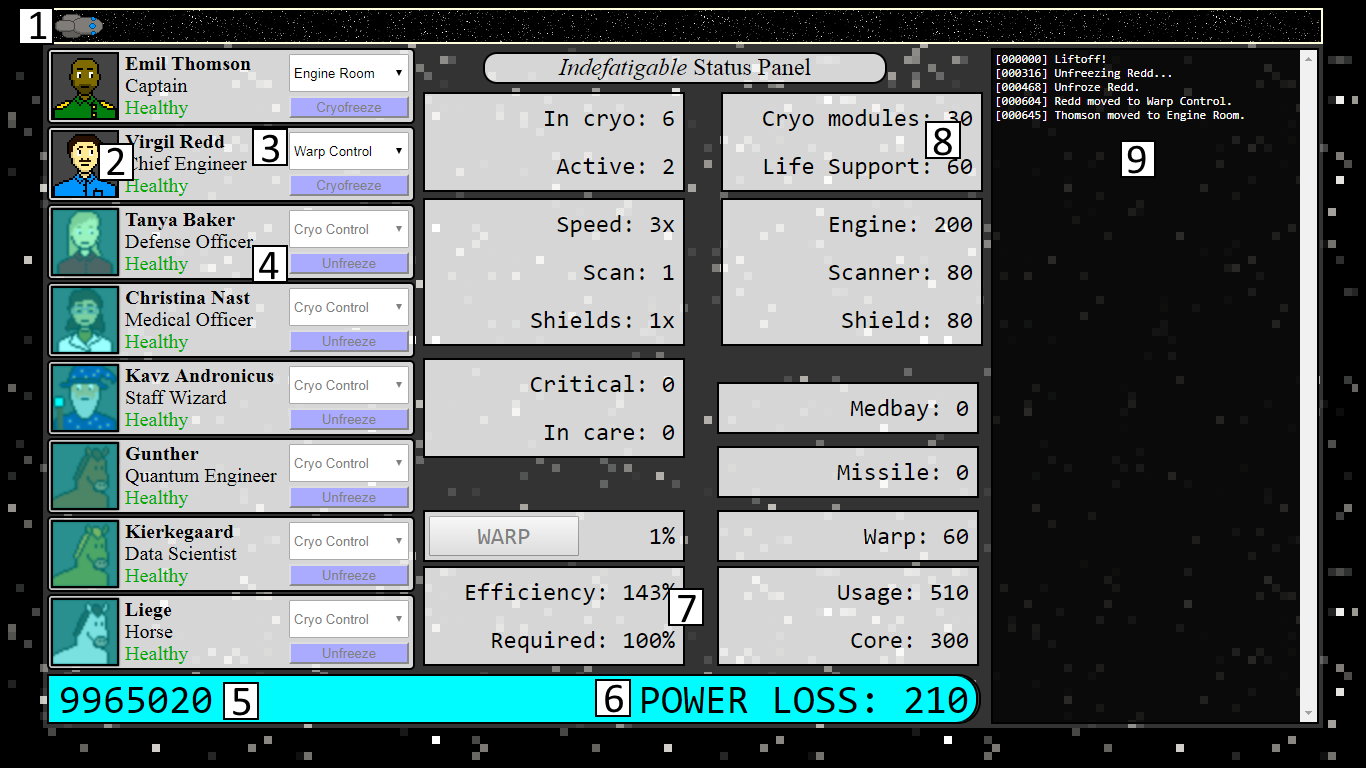 1
Emil Thomson
Captain
Healthy
Engine Room
Cryofreeze
2
Virgil Redd
Chief Engineer
Healthy
3
Warp Control
Cryofreeze
Tanya Baker
Defense Officer
Healthy
4
Cryo Control
Unfreeze
Christina Nast
Medical Officer
Healthy
Cryo Control
Unfreeze
Kavz Andronicus
Staff Wizard
Healthy
Cryo Control
Unfreeze
Gunther
Quantum Engineer
Healthy
Cryo Control
Unfreeze
Kierkegaard
Data Scientist
Healthy
Cryo Control
Unfreeze
Liege
Horse
Healthy
Cryo Control
Unfreeze
Indefatigable Status Panel
In cryo: 6
Active: 2
Speed: 3x
Scan: 1
Shields: 1x
Critical: 0
In care: 0
WARP 1%
Efficiency: 143%
Required: 100%
7
Cryo modules: 30
Life Support: 60
8
Engine: 200
Scanner: 80
Shield: 80
Medbay: 0
Missile: 0
Warp: 60
Usage: 510
Core: 300
9965020 5
6 POWER LOSS: 210
[000000] Liftoff!
[000316] Unfreezing Redd...
[000468] Unfroze Redd.
[000604] Redd moved to Warp Control.
[000645] Thomson moved to Engine Room.
9